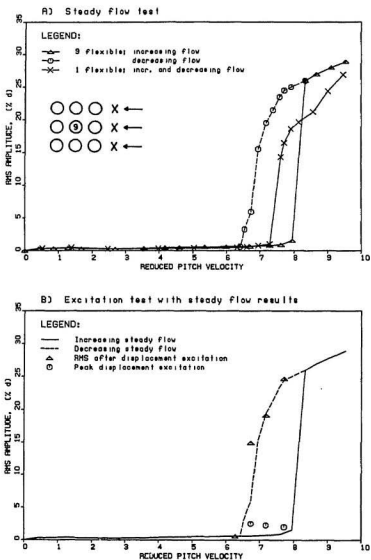 A) Steady flow test
LEGEND:
9 flexible; increasing flow
decreasing flow
1 flexible; incr. and decreasing flow
X
9 X
X
RMS AMPLITUDE, (% d)
35
30
25
20
15
10
5
0
0 1 2 3 4 5 6 7 8 9 10
REDUCED PITCH VELOCITY
B) Excitation test with steady flow results
LEGEND:
Increasing steady flow
Decreasing steady flow
RMS after displacement excitation
Peak displacement excitation
RMS AMPLITUDE, (% d)
35
30
25
20
15
10
5
0
0 1 2 3 4 5 6 7 8 9 10
REDUCED PITCH VELOCITY